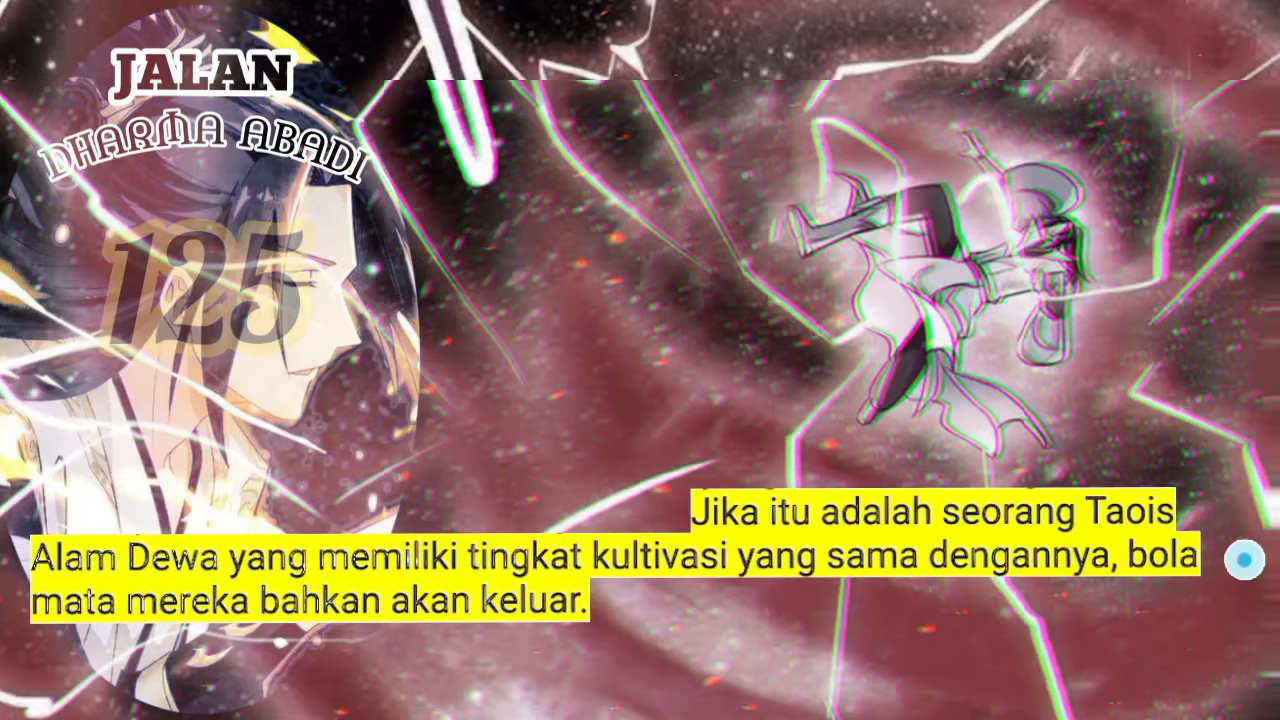 JALAN
DHARMA ABADI
125
Jika itu adalah seorang Taois
Alam Dewa yang memiliki tingkat kultivasi yang sama dengannya, bola
mata mereka bahkan akan keluar.